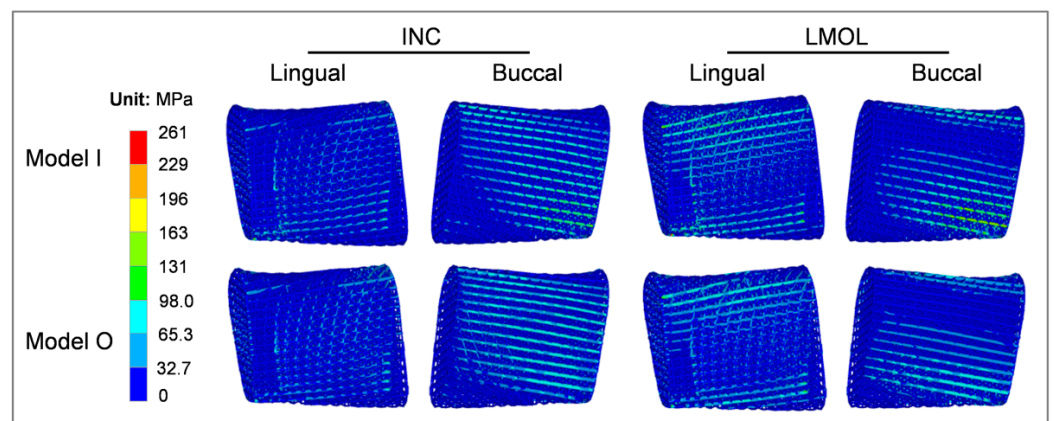 INC LMOL
Lingual Buccal Lingual Buccal
Unit: MPa
Model I
261
229
196
163
131
98.0
65.3
32.7
0
Model O